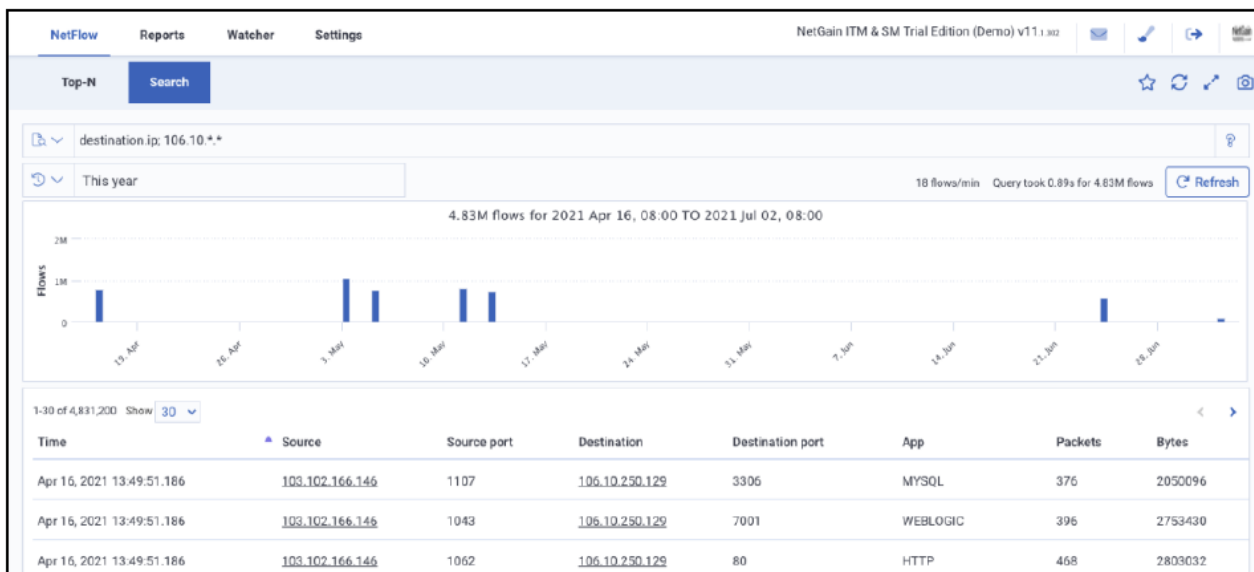 NetFlow Reports Watcher Settings NetGain ITM & SM Trial Edition (Demo) v11.1.302
Top-N Search
destination.ip; 106.10.*.*
This year 18 flows/min Query took 0.89s for 4.83M flows Refresh
4.83M flows for 2021 Apr 16, 08:00 TO 2021 Jul 02, 08:00
2M
1M
0
Flows
19. Apr 26. Apr 3. May 10. May 17. May 24. May 31. May 7. Jun 14. Jun 21. Jun 28. Jun
1-30 of 4,831,200 Show 30
Time Source Source port Destination Destination port App Packets Bytes
Apr 16, 2021 13:49:51.186 103.102.166.146 1107 106.10.250.129 3306 MYSQL 376 2050096
Apr 16, 2021 13:49:51.186 103.102.166.146 1043 106.10.250.129 7001 WEBLOGIC 396 2753430
Apr 16, 2021 13:49:51.186 103.102.166.146 1062 106.10.250.129 80 HTTP 468 2803032